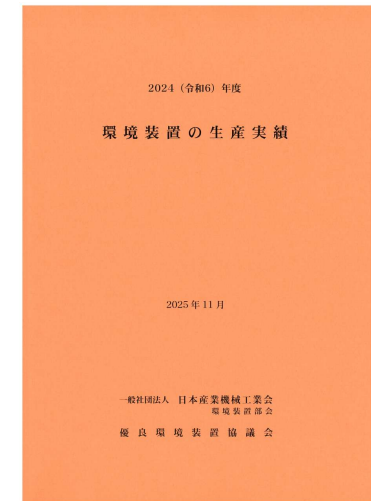 2024（令和6）年度
環境装置の生産実績
2025年11月
一般社団法人 日本産業機械工業会
環境装置部会
優良環境装置協議会